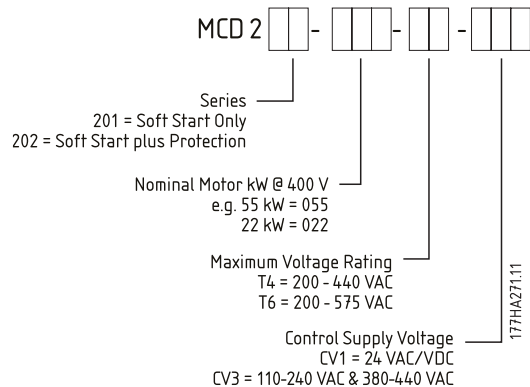 MCD 2 - - -
Series
201 = Soft Start Only
202 = Soft Start plus Protection
Nominal Motor kW @ 400 V
e.g. 55 kW = 055
22 kW = 022
Maximum Voltage Rating
T4 = 200 - 440 VAC
T6 = 200 - 575 VAC
Control Supply Voltage
CV1 = 24 VAC/VDC
CV3 = 110-240 VAC & 380-440 VAC
177HA271.11